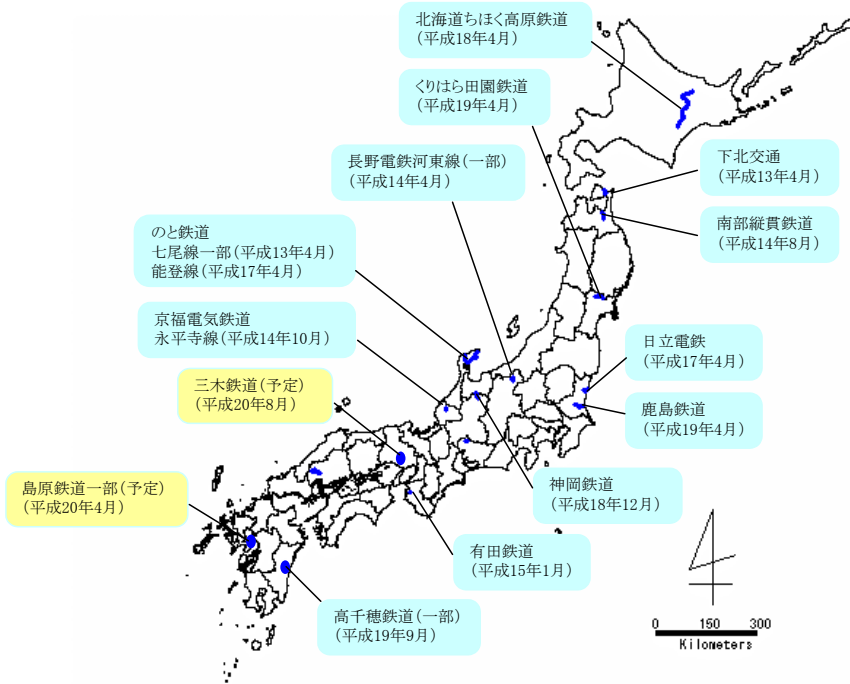 北海道ちほく高原鉄道
(平成18年4月)
くりはら田園鉄道
(平成19年4月)
長野電鉄河東線(一部)
(平成14年4月)
下北交通
(平成13年4月)
南部縦貫鉄道
(平成14年8月)
のと鉄道
七尾線一部(平成13年4月)
能登線(平成17年4月)
京福電気鉄道
永平寺線(平成14年10月)
日立電鉄
(平成17年4月)
三木鉄道(予定)
(平成20年8月)
鹿島鉄道
(平成19年4月)
神岡鉄道
(平成18年12月)
島原鉄道一部(予定)
(平成20年4月)
有田鉄道
(平成15年1月)
高千穂鉄道(一部)
(平成19年9月)
0 150 300
Kilometers